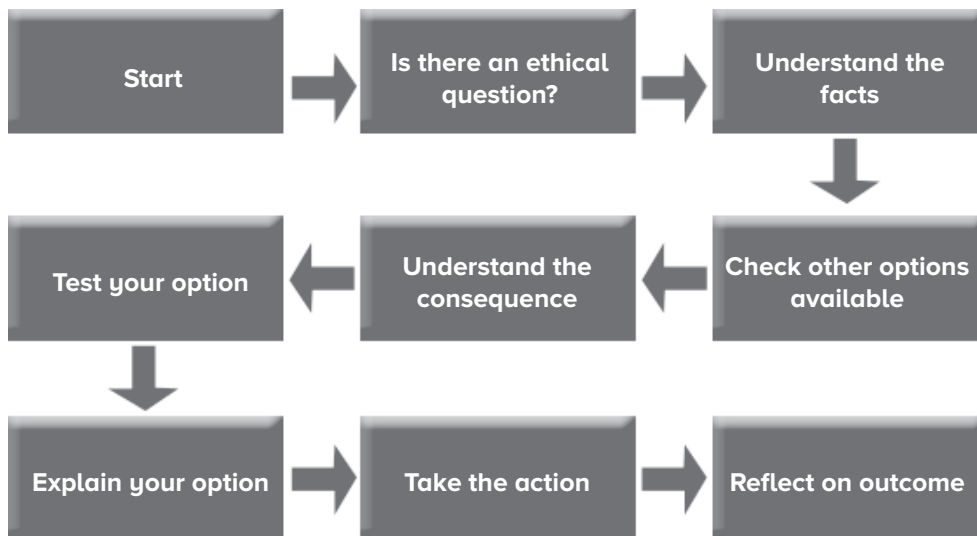 Start
Is there an ethical
question?
Understand the
facts
Check other options
available
Understand the
consequence
Test your option
Explain your option
Take the action
Reflect on outcome